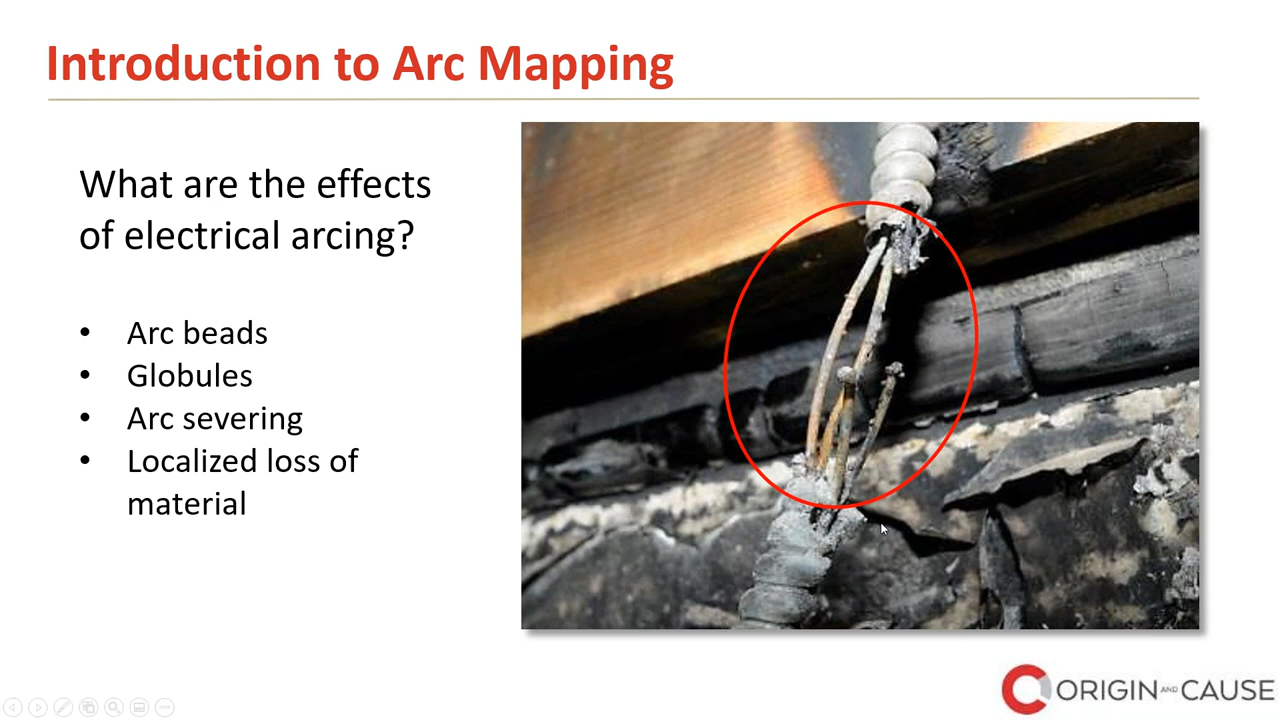 Introduction to Arc Mapping
What are the effects
of electrical arcing?
• Arc beads
• Globules
• Arc severing
• Localized loss of
material
ORIGIN AND CAUSE